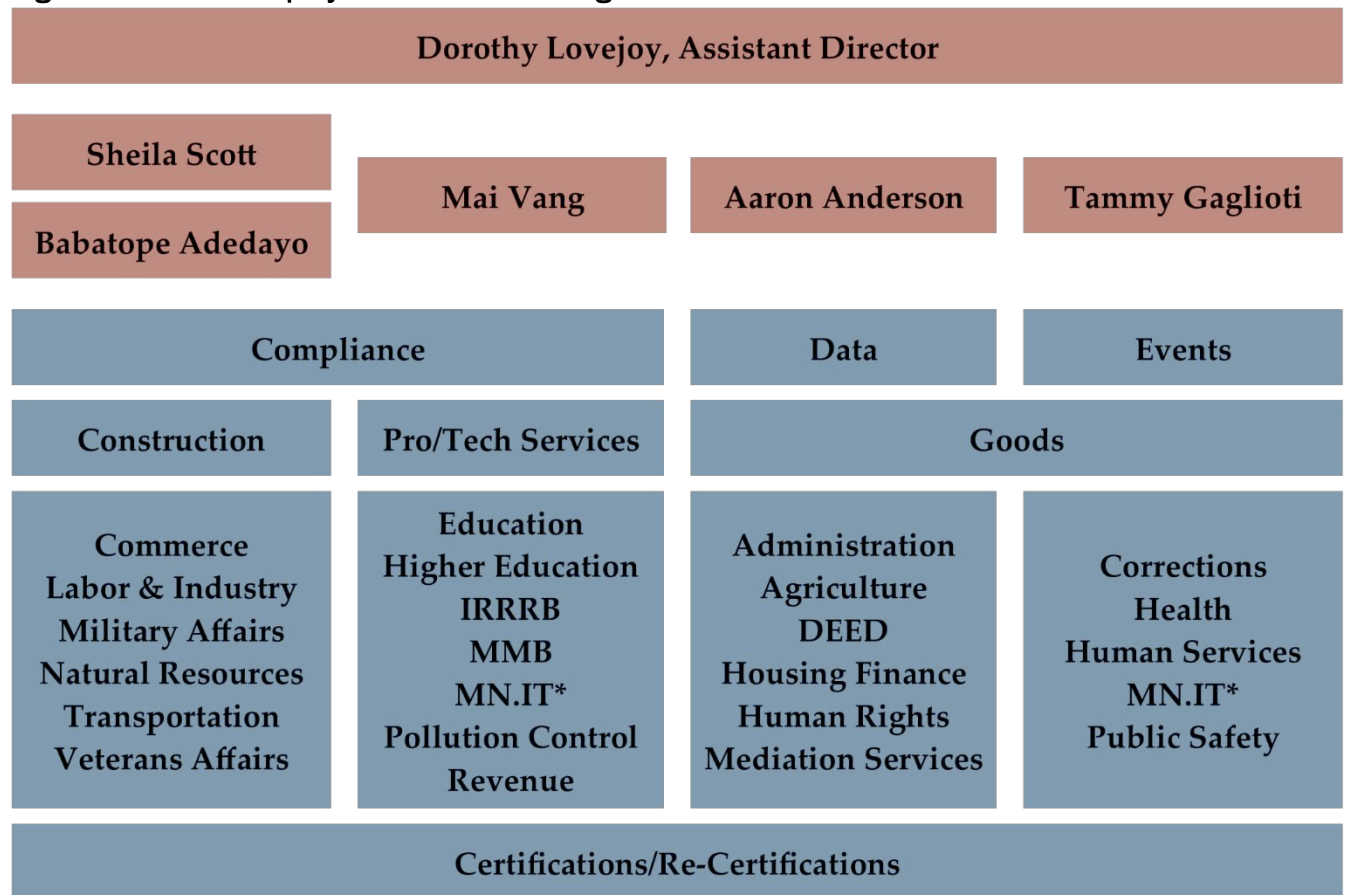 Dorothy Lovejoy, Assistant Director
Sheila Scott
Babatope Adedayo
Mai Vang
Aaron Anderson
Tammy Gaglioti
Compliance
Data
Events
Construction
Pro/Tech Services
Goods
Commerce
Labor & Industry
Military Affairs
Natural Resources
Transportation
Veterans Affairs
Education
Higher Education
IRRRB
MMB
MN.IT*
Pollution Control
Revenue
Administration
Agriculture
DEED
Housing Finance
Human Rights
Mediation Services
Corrections
Health
Human Services
MN.IT*
Public Safety
Certifications/Re-Certifications